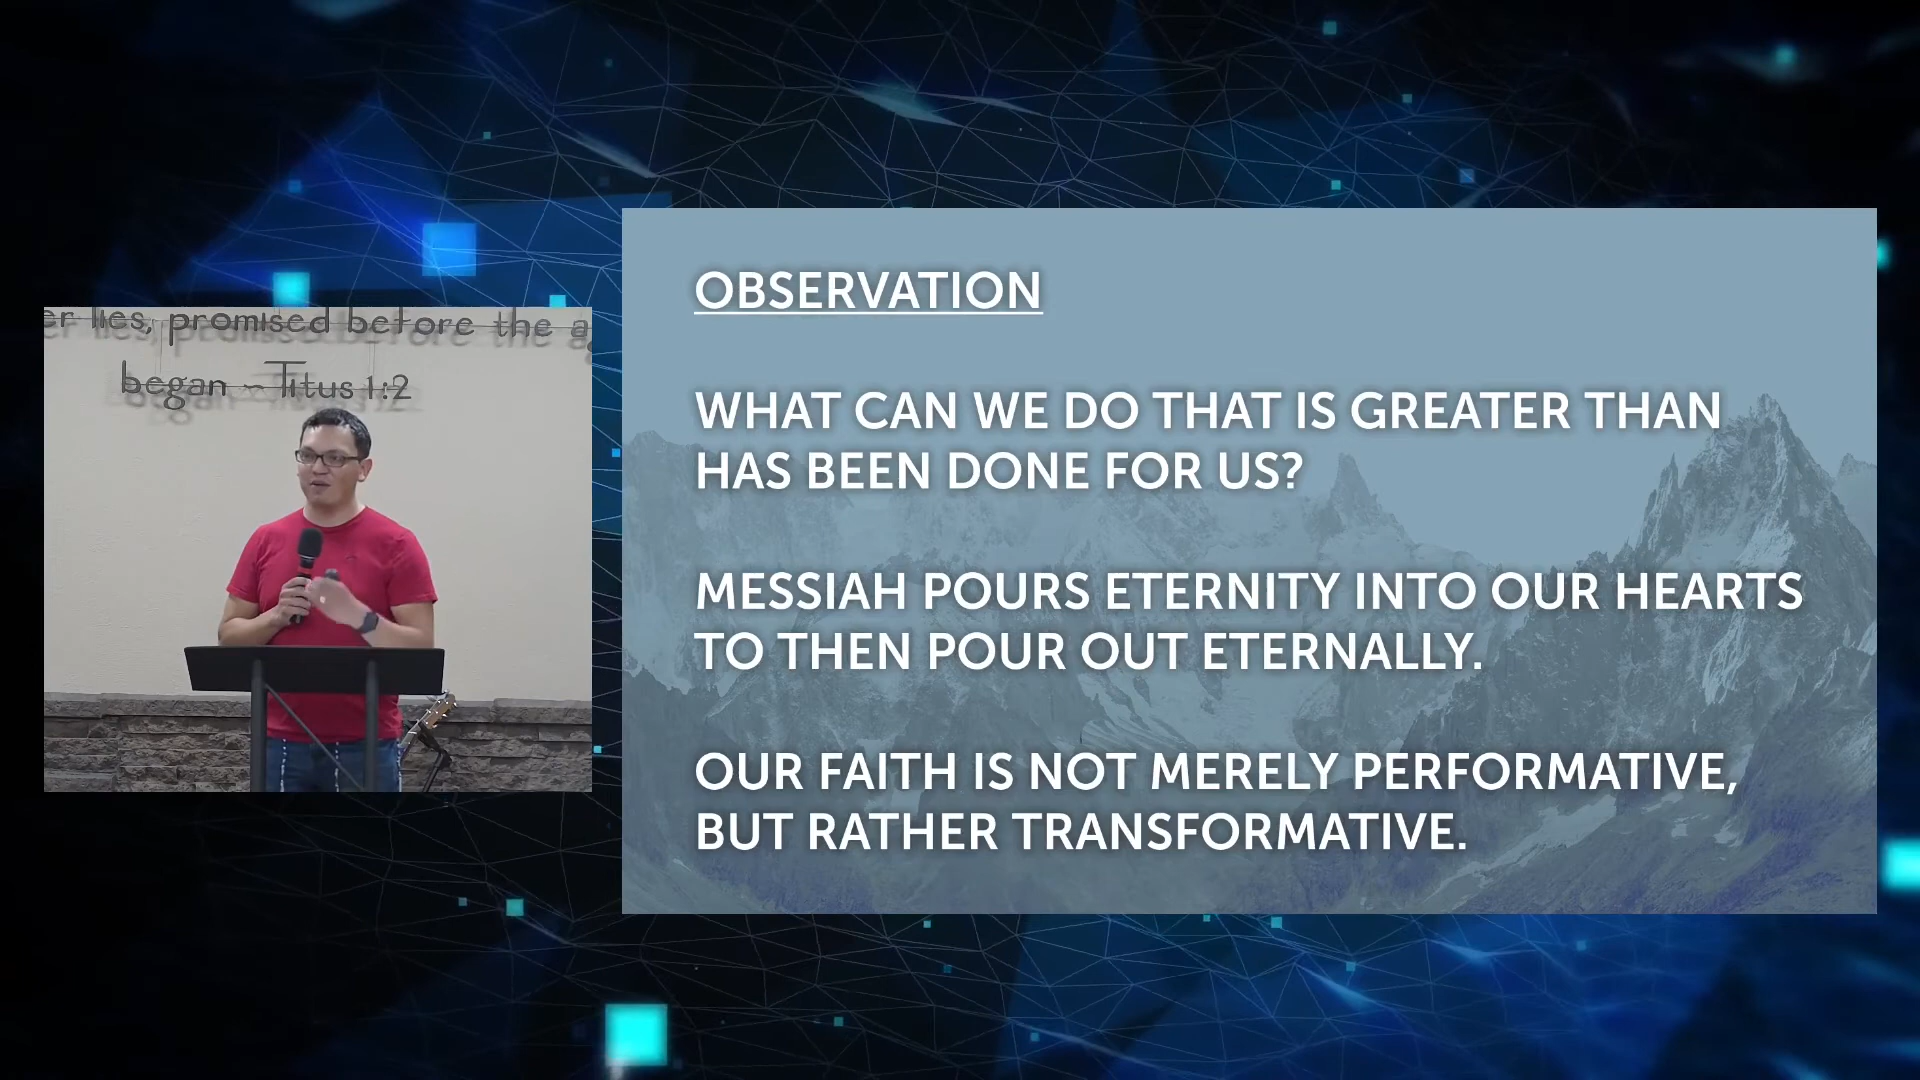 er lies, promised before the a
began ~ Titus 1:2
OBSERVATION
WHAT CAN WE DO THAT IS GREATER THAN
HAS BEEN DONE FOR US?
MESSIAH POURS ETERNITY INTO OUR HEARTS
TO THEN POUR OUT ETERNALLY.
OUR FAITH IS NOT MERELY PERFORMATIVE,
BUT RATHER TRANSFORMATIVE.